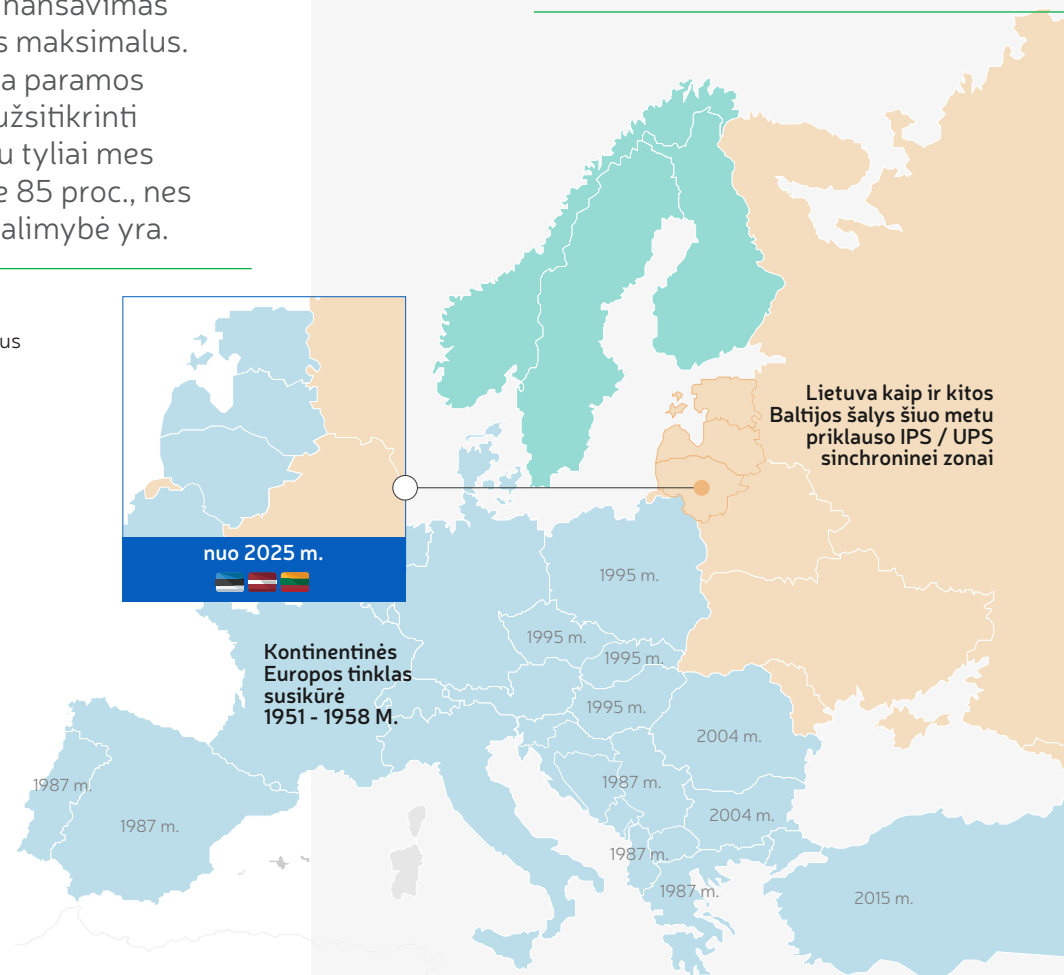 nansavimas
s maksimalus.
a paramos
užsitikrinti
u tyliai mes
e 85 proc., nes
alimybė yra.
us
Lietuva kaip ir kitos
Baltijos šalys šiuo metu
priklauso IPS / UPS
sinchroninei zonai
nuo 2025 m.
1995 m.
1995 m.
1995 m.
Kontinentinės
Europos tinklas
susikūrė
1951 - 1958 M.
1995 m.
2004 m.
1987 m.
1987 m.
1987 m.
2004 m.
1987 m.
1987 m.
2015 m.